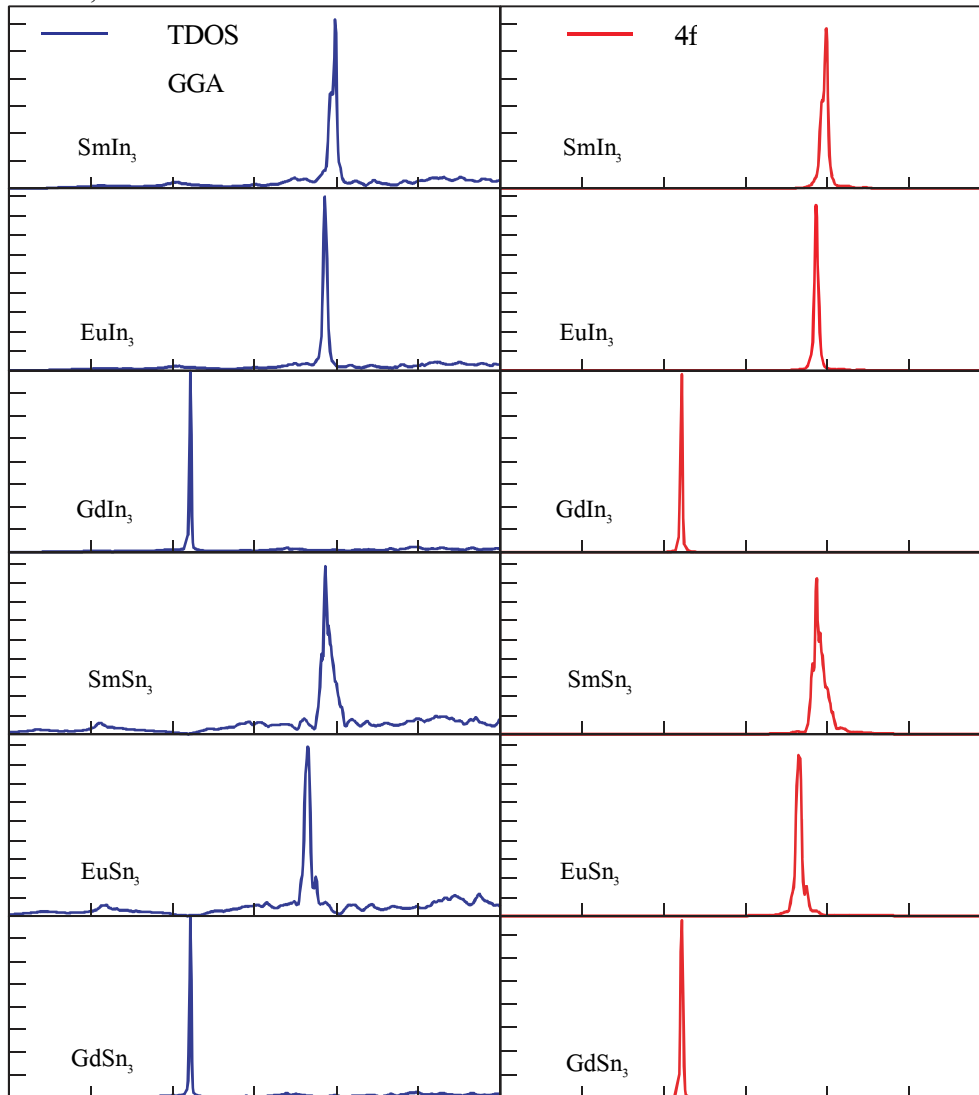 TDOS
GGA
4f
SmIn₃
SmIn₃
EuIn₃
EuIn₃
GdIn₃
GdIn₃
SmSn₃
SmSn₃
EuSn₃
EuSn₃
GdSn₃
GdSn₃